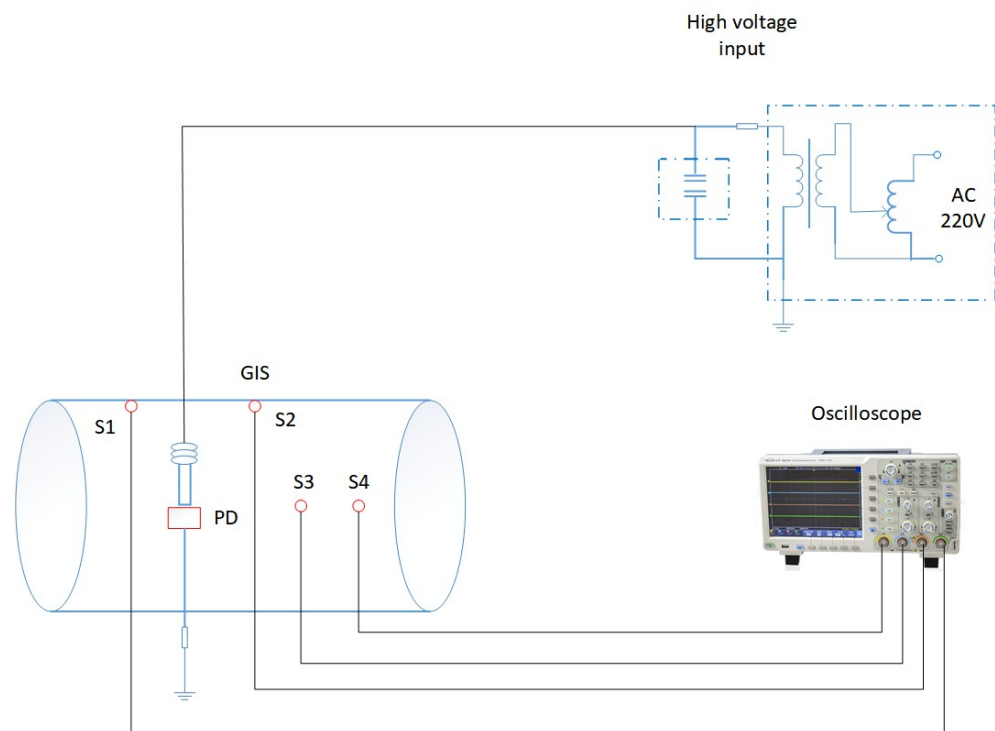 High voltage
input
AC
220V
GIS
S1
S2
Oscilloscope
S3
S4
PD